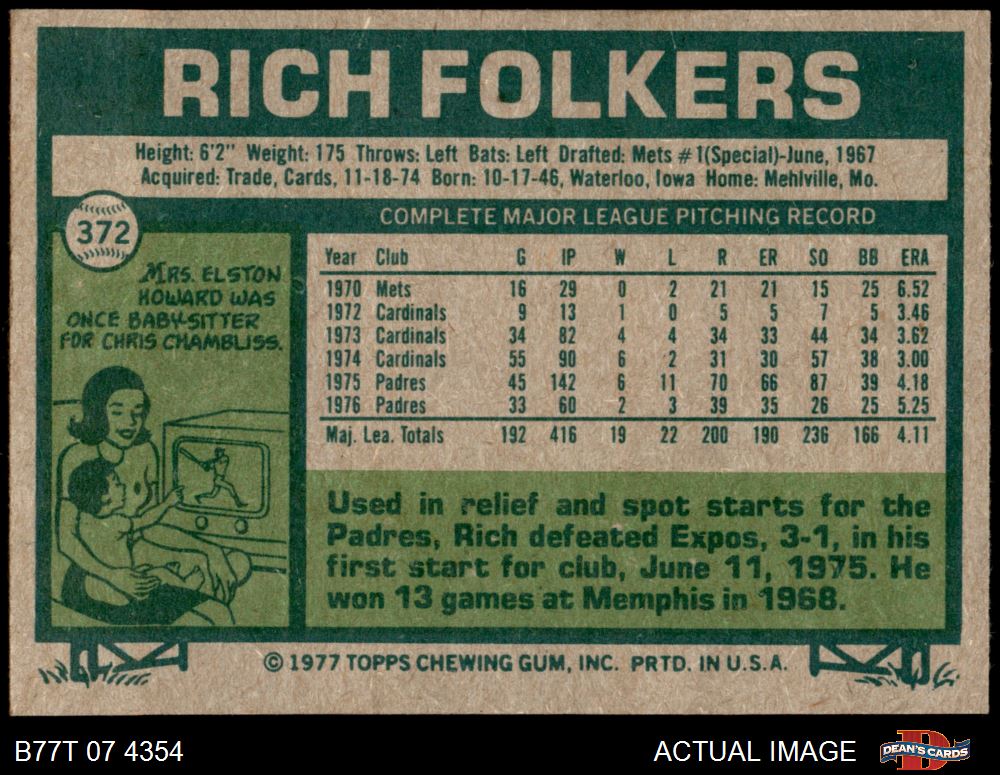 RICH FOLKERS
Height: 6'2" Weight: 175 Throws: Left Bats: Left Drafted: Mets #1(Special)-June, 1967
Acquired: Trade, Cards, 11-18-74 Born: 10-17-46, Waterloo, Iowa Home: Mehlville, Mo.
372
MRS. ELSTON
HOWARD WAS
ONCE BABY-SITTER
FOR CHRIS CHAMBLISS.
COMPLETE MAJOR LEAGUE PITCHING RECORD
Year Club G IP W L R ER SO BB ERA
1970 Mets 16 29 0 2 21 21 15 25 6.52
1972 Cardinals 9 13 1 0 5 5 7 5 3.46
1973 Cardinals 34 82 4 4 34 33 44 34 3.62
1974 Cardinals 55 90 6 2 31 30 57 38 3.00
1975 Padres 45 142 6 11 70 66 87 39 4.18
1976 Padres 33 60 2 3 39 35 26 25 5.25
Maj. Lea. Totals 192 416 19 22 200 190 236 166 4.11
Used in relief and spot starts for the
Padres, Rich defeated Expos, 3-1, in his
first start for club, June 11, 1975. He
won 13 games at Memphis in 1968.
© 1977 TOPPS CHEWING GUM, INC. PRTD. IN U.S.A.
B77T 07 4354
ACTUAL IMAGE
D
DEAN'S CARDS